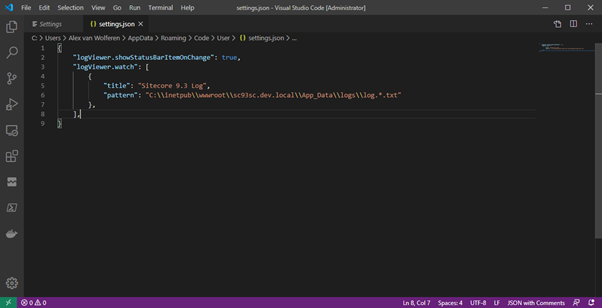 File Edit Selection View Go Run Terminal Help settings.json - Visual Studio Code [Administrator]
Settings {} settings.json ×
C: > Users > Alex van Wolferen > AppData > Roaming > Code > User > {} settings.json > ...
1 {
2 "logViewer.showStatusBarItemOnChange": true,
3 "logViewer.watch": [
4 {
5 "title": "Sitecore 9.3 Log",
6 "pattern": "C:\\inetpub\\wwwroot\\sc93sc.dev.local\\App_Data\\logs\\log.*.txt"
7 },
8 ],
9 }
0 0 Ln 8, Col 7 Spaces: 4 UTF-8 LF JSON with Comments